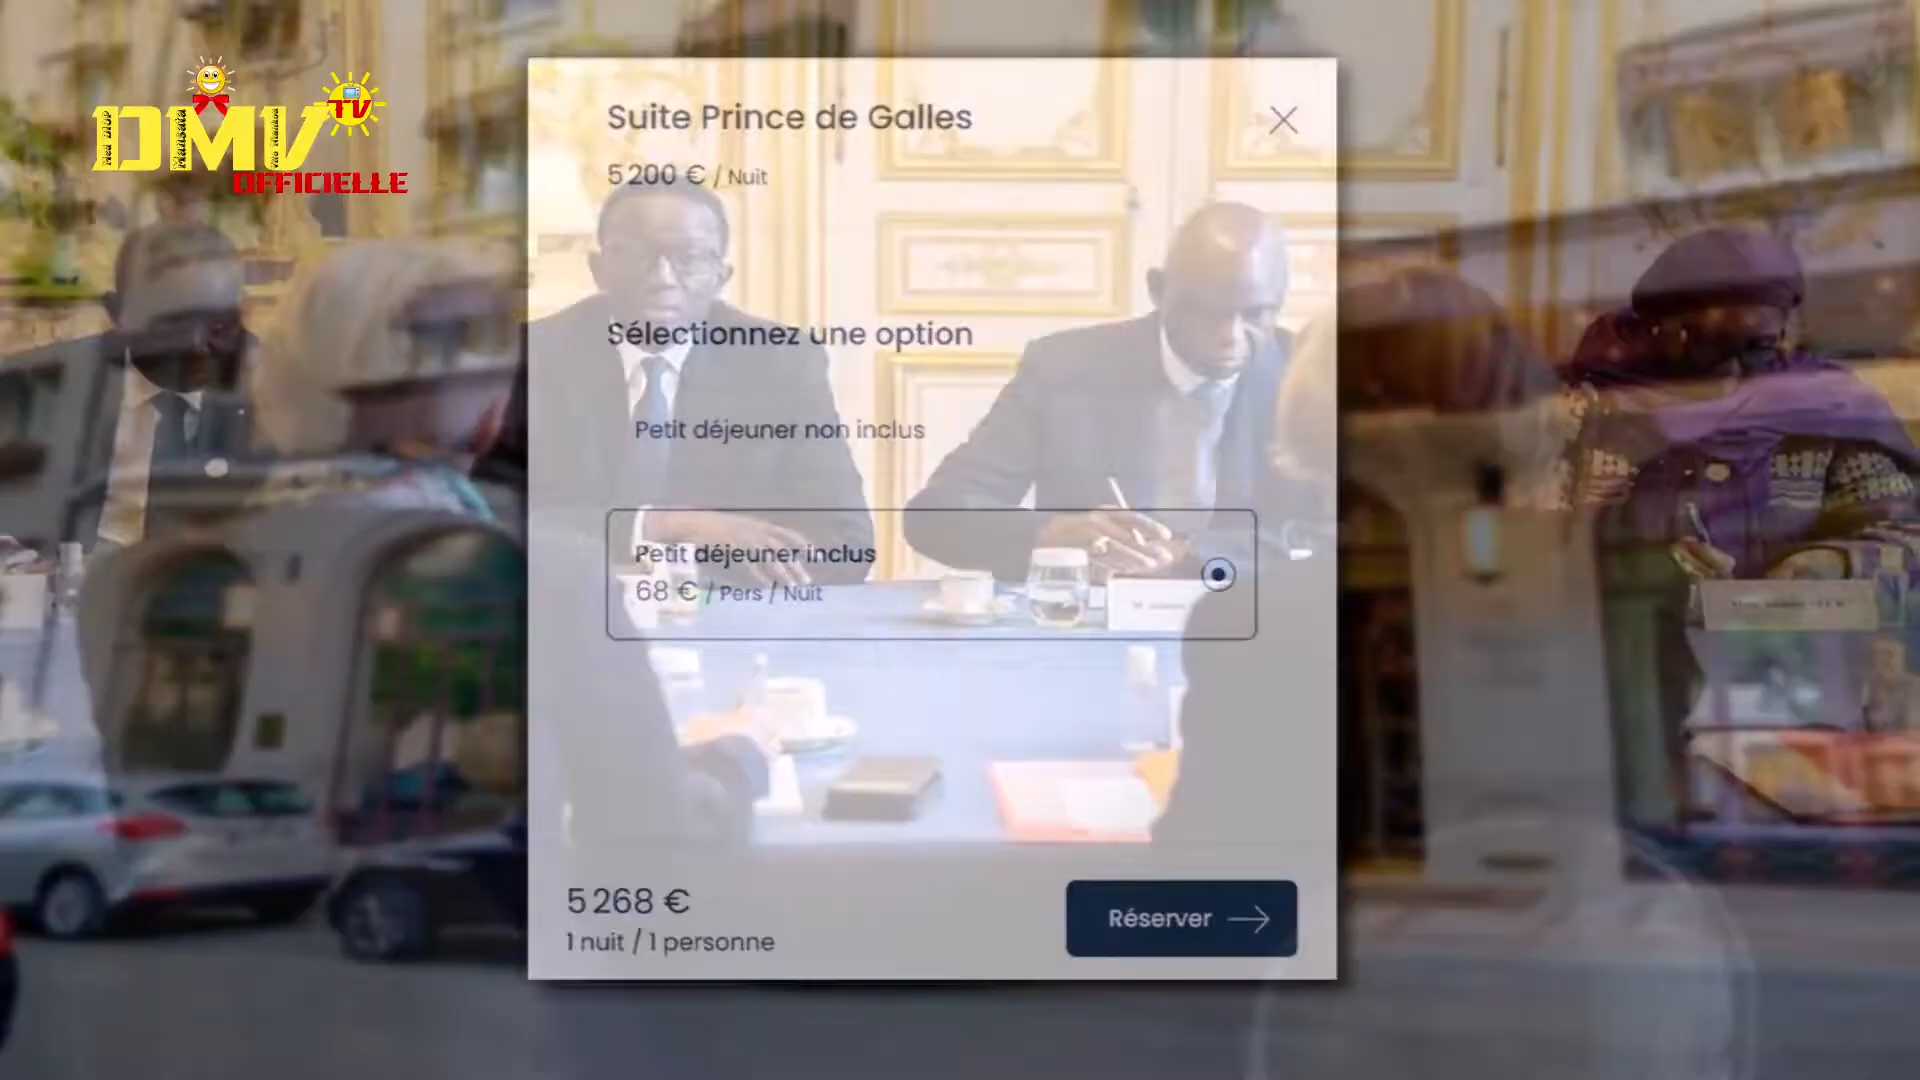 DMV
TV
OFFICIELLE
Suite Prince de Galles
5 200 € / Nuit
Sélectionnez une option
Petit déjeuner non inclus
Petit déjeuner inclus
68 € / Pers / Nuit
5 268 €
1 nuit / 1 personne
Réserver